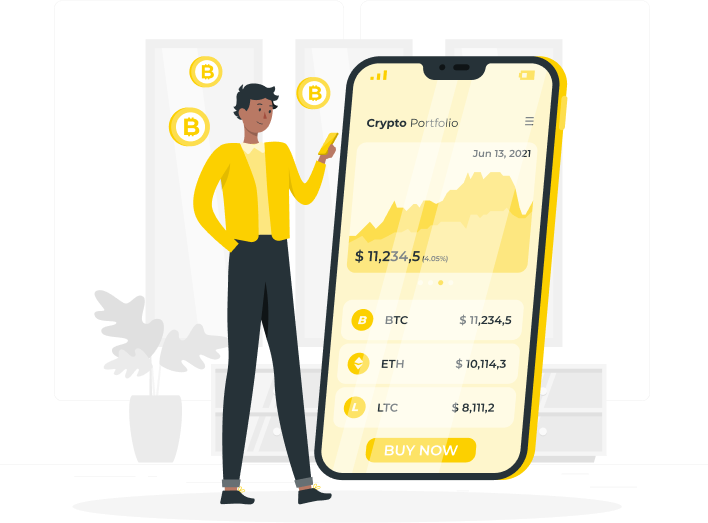 Crypto Portfolio
Jun 13, 2021
$ 11,234,5 (4.05%)
B BTC $ 11,234,5
ETH $ 10,114,3
L LTC $ 8,111,2
BUY NOW